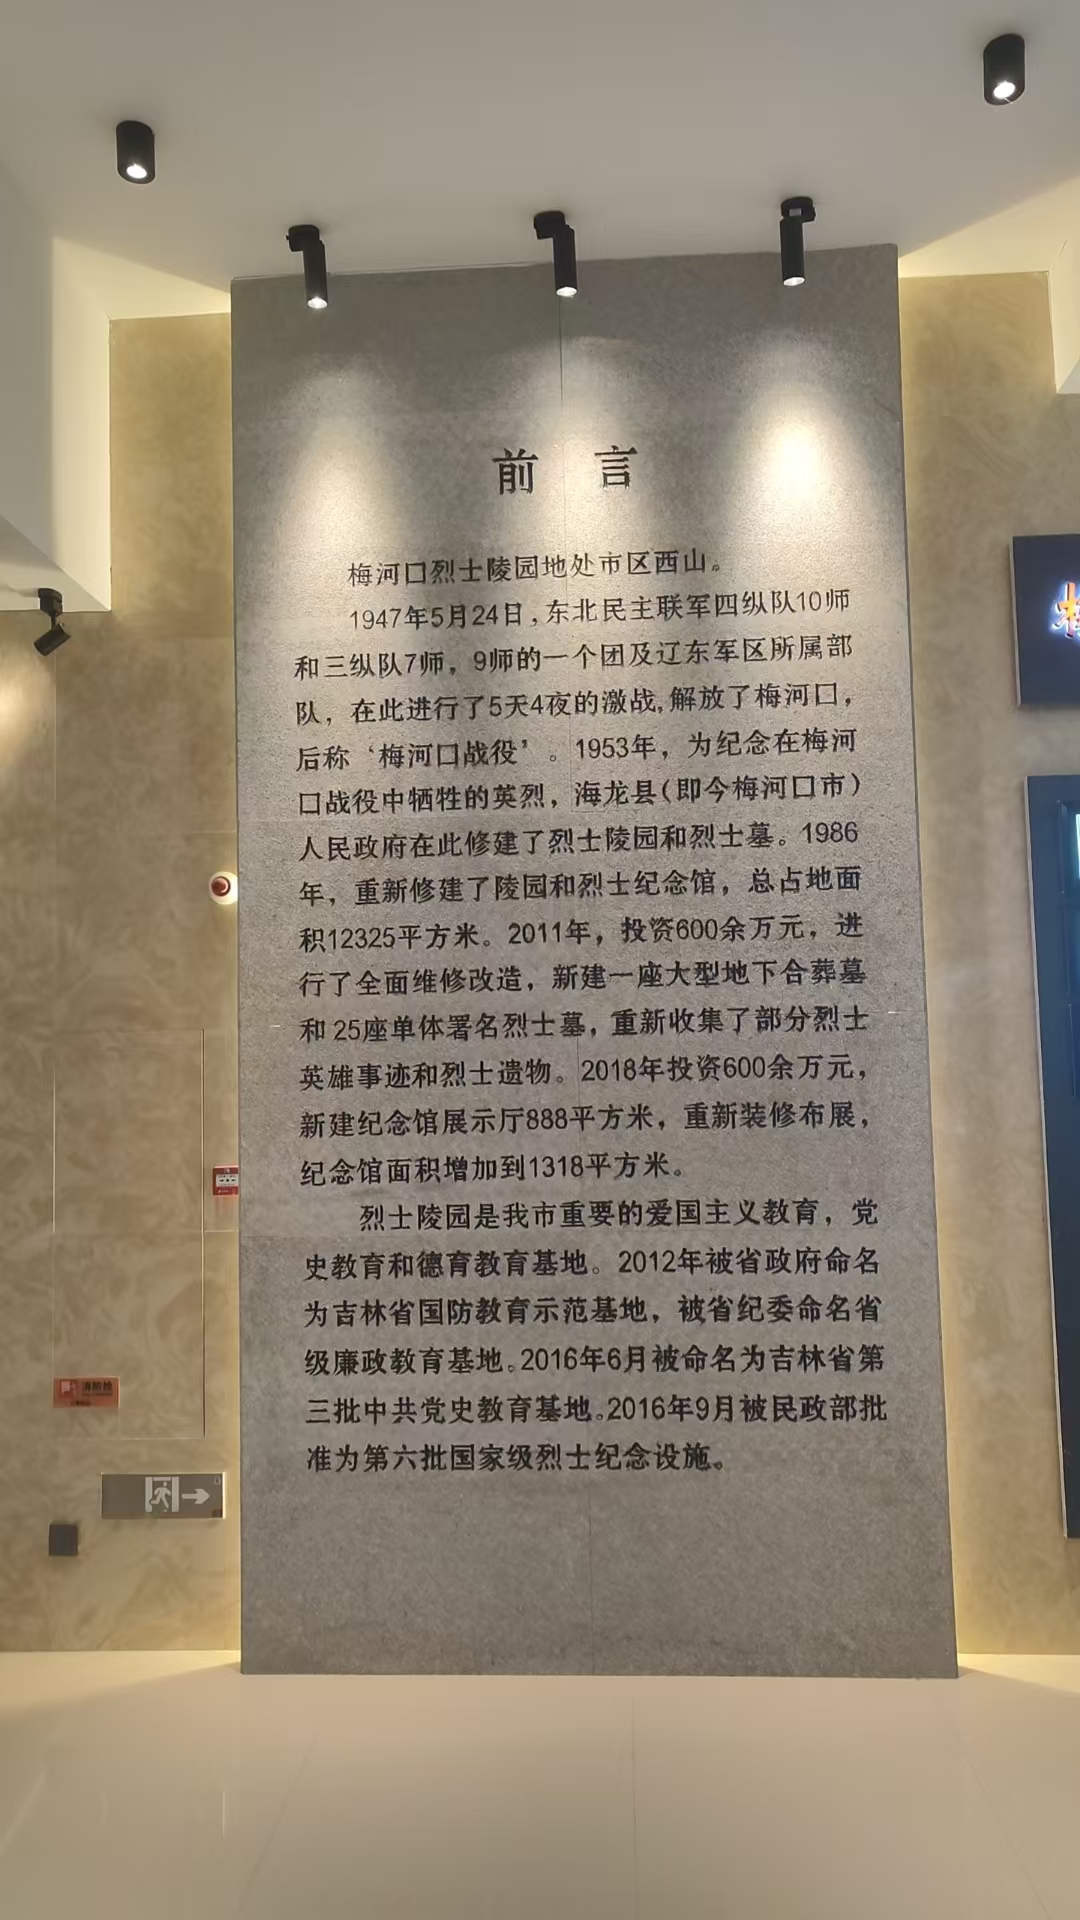 前言
梅河口烈士陵园地处市区西山。
1947年5月24日,东北民主联军四纵队10师
和三纵队7师，9师的一个团及辽东军区所属部
队，在此进行了5天4夜的激战,解放了梅河口，
后称‘梅河口战役’。1953年，为纪念在梅河
口战役中牺牲的英烈，海龙县(即今梅河口市)
人民政府在此修建了烈士陵园和烈士墓。1986
年，重新修建了陵园和烈士纪念馆，总占地面
积12325平方米。2011年，投资600余万元，进
行了全面维修改造，新建一座大型地下合葬墓
和25座单体署名烈士墓，重新收集了部分烈士
英雄事迹和烈士遗物。2018年投资600余万元，
新建纪念馆展示厅888平方米，重新装修布展，
纪念馆面积增加到1318平方米。
烈士陵园是我市重要的爱国主义教育，党
史教育和德育教育基地。2012年被省政府命名
为吉林省国防教育示范基地，被省纪委命名省
级廉政教育基地。2016年6月被命名为吉林省第
三批中共党史教育基地。2016年9月被民政部批
准为第六批国家级烈士纪念设施。
消防栓